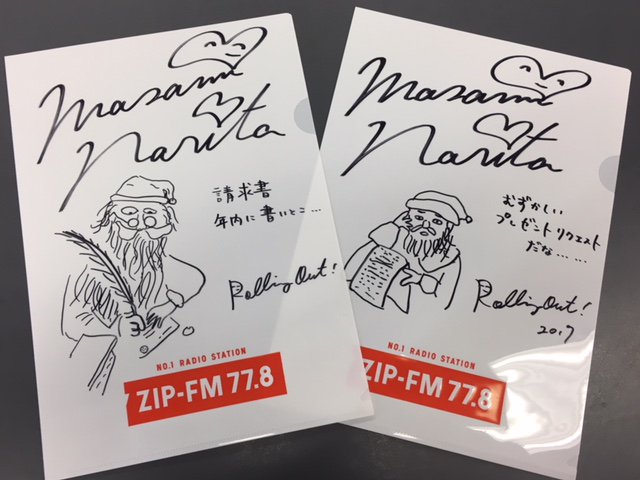 Masami
Narita
請求書
年内に書いとこ…
Rolling Out!
NO.1 RADIO STATION
ZIP-FM 77.8
Masami
Narita
むずかしい
プレゼントリクエスト
だな……
Rolling Out!
2017
NO.1 RADIO STATION
ZIP-FM 77.8